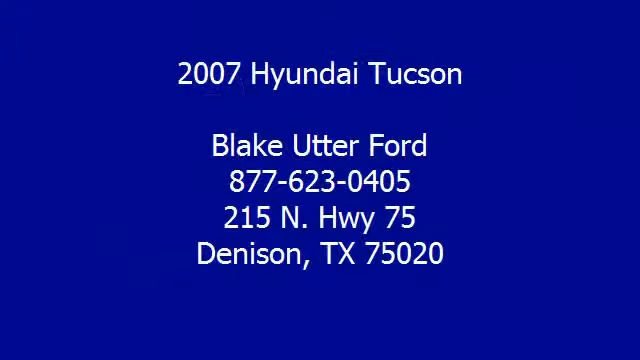 2007 Hyundai Tucson
Blake Utter Ford
877-623-0405
215 N. Hwy 75
Denison, TX 75020